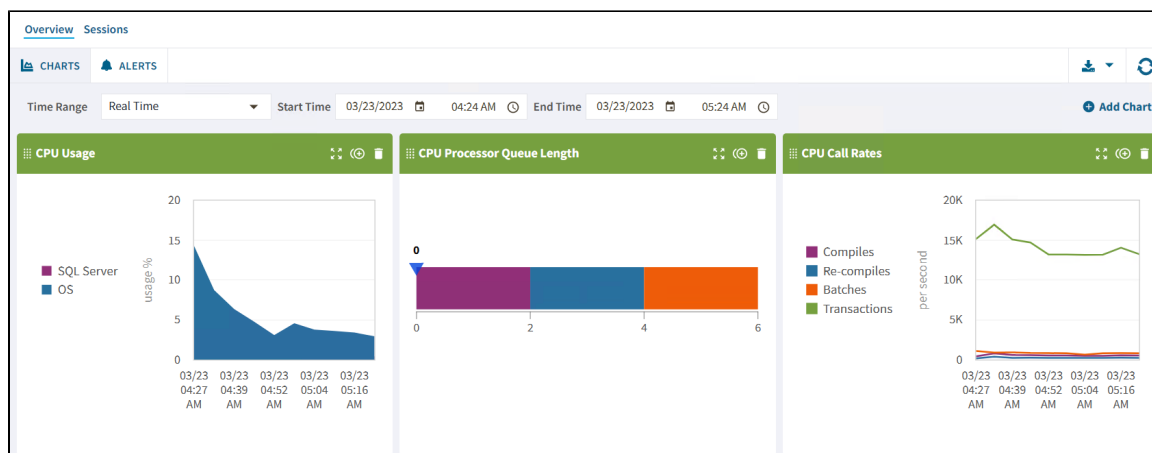 Overview Sessions
CHARTS ALERTS
Time Range Real Time Start Time 03/23/2023 04:24 AM End Time 03/23/2023 05:24 AM Add Chart
CPU Usage
20
15
10
5
0
usage %
SQL Server
OS
03/23 03/23 03/23 03/23 03/23
04:27 04:39 04:52 05:04 05:16
AM AM AM AM AM
CPU Processor Queue Length
0
0 2 4 6
CPU Call Rates
20K
15K
10K
5K
0
per second
Compiles
Re-compiles
Batches
Transactions
03/23 03/23 03/23 03/23 03/23
04:27 04:39 04:52 05:04 05:16
AM AM AM AM AM